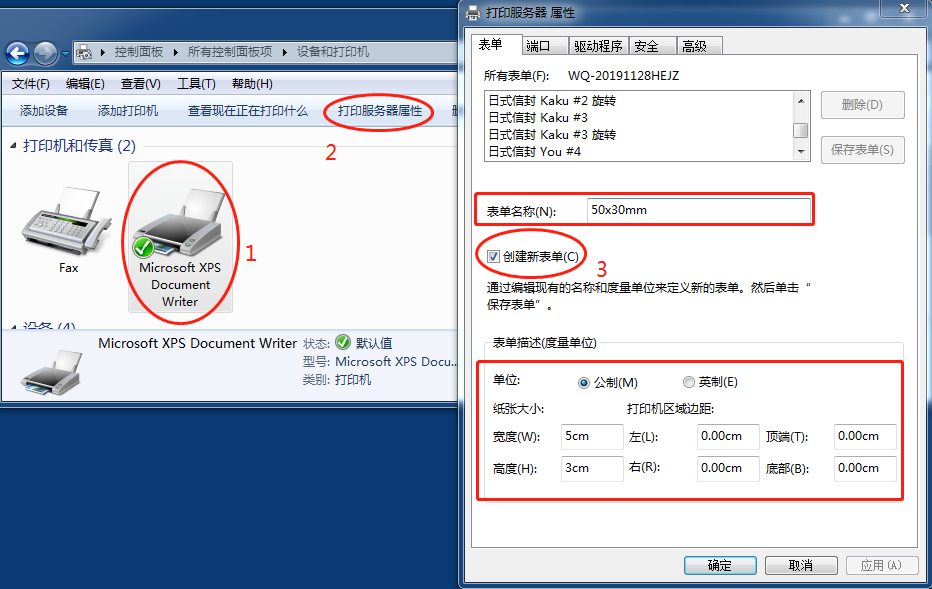 控制面板 ▸ 所有控制面板项 ▸ 设备和打印机
文件(F) 编辑(E) 查看(V) 工具(T) 帮助(H)
添加设备 添加打印机 查看现在正在打印什么 打印服务器属性
2
打印机和传真 (2)
1
Fax
Microsoft XPS
Document
Writer
设备 (4)
Microsoft XPS Document Writer
状态: 默认值
型号: Microsoft XPS Docu...
类别: 打印机
打印服务器 属性
表单 端口 驱动程序 安全 高级
所有表单(F): WQ-20191128HEJZ
日式信封 Kaku #2 旋转
日式信封 Kaku #3
日式信封 Kaku #3 旋转
日式信封 You #4
删除(D)
保存表单(S)
表单名称(N): 50x30mm
创建新表单(C)
3
通过编辑现有的名称和度量单位来定义新的表单。然后单击“
保存表单”。
表单描述(度量单位)
单位: 公制(M) 英制(E)
纸张大小: 打印机区域边距:
宽度(W): 5cm 左(L): 0.00cm 顶端(T): 0.00cm
高度(H): 3cm 右(R): 0.00cm 底部(B): 0.00cm
确定 取消 应用(A)